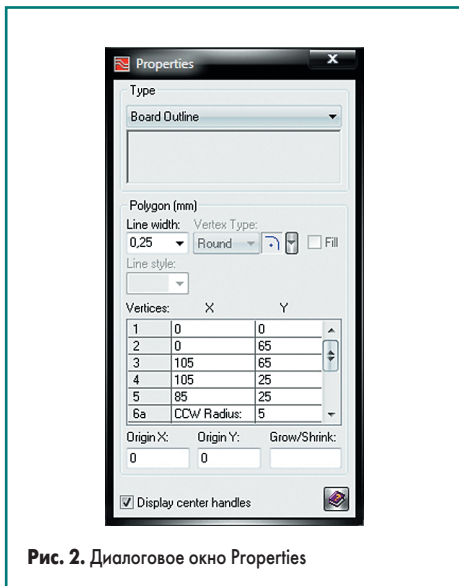 Properties
x
Type
Board Outline
Polygon (mm)
Line width: Vertex Type:
0,25 Round Fill
Line style:
Vertices: X Y
1 0 0
2 0 65
3 105 65
4 105 25
5 85 25
6a CCW Radius: 5
Origin X: Origin Y: Grow/Shrink:
0 0
Display center handles
Рис. 2. Диалоговое окно Properties